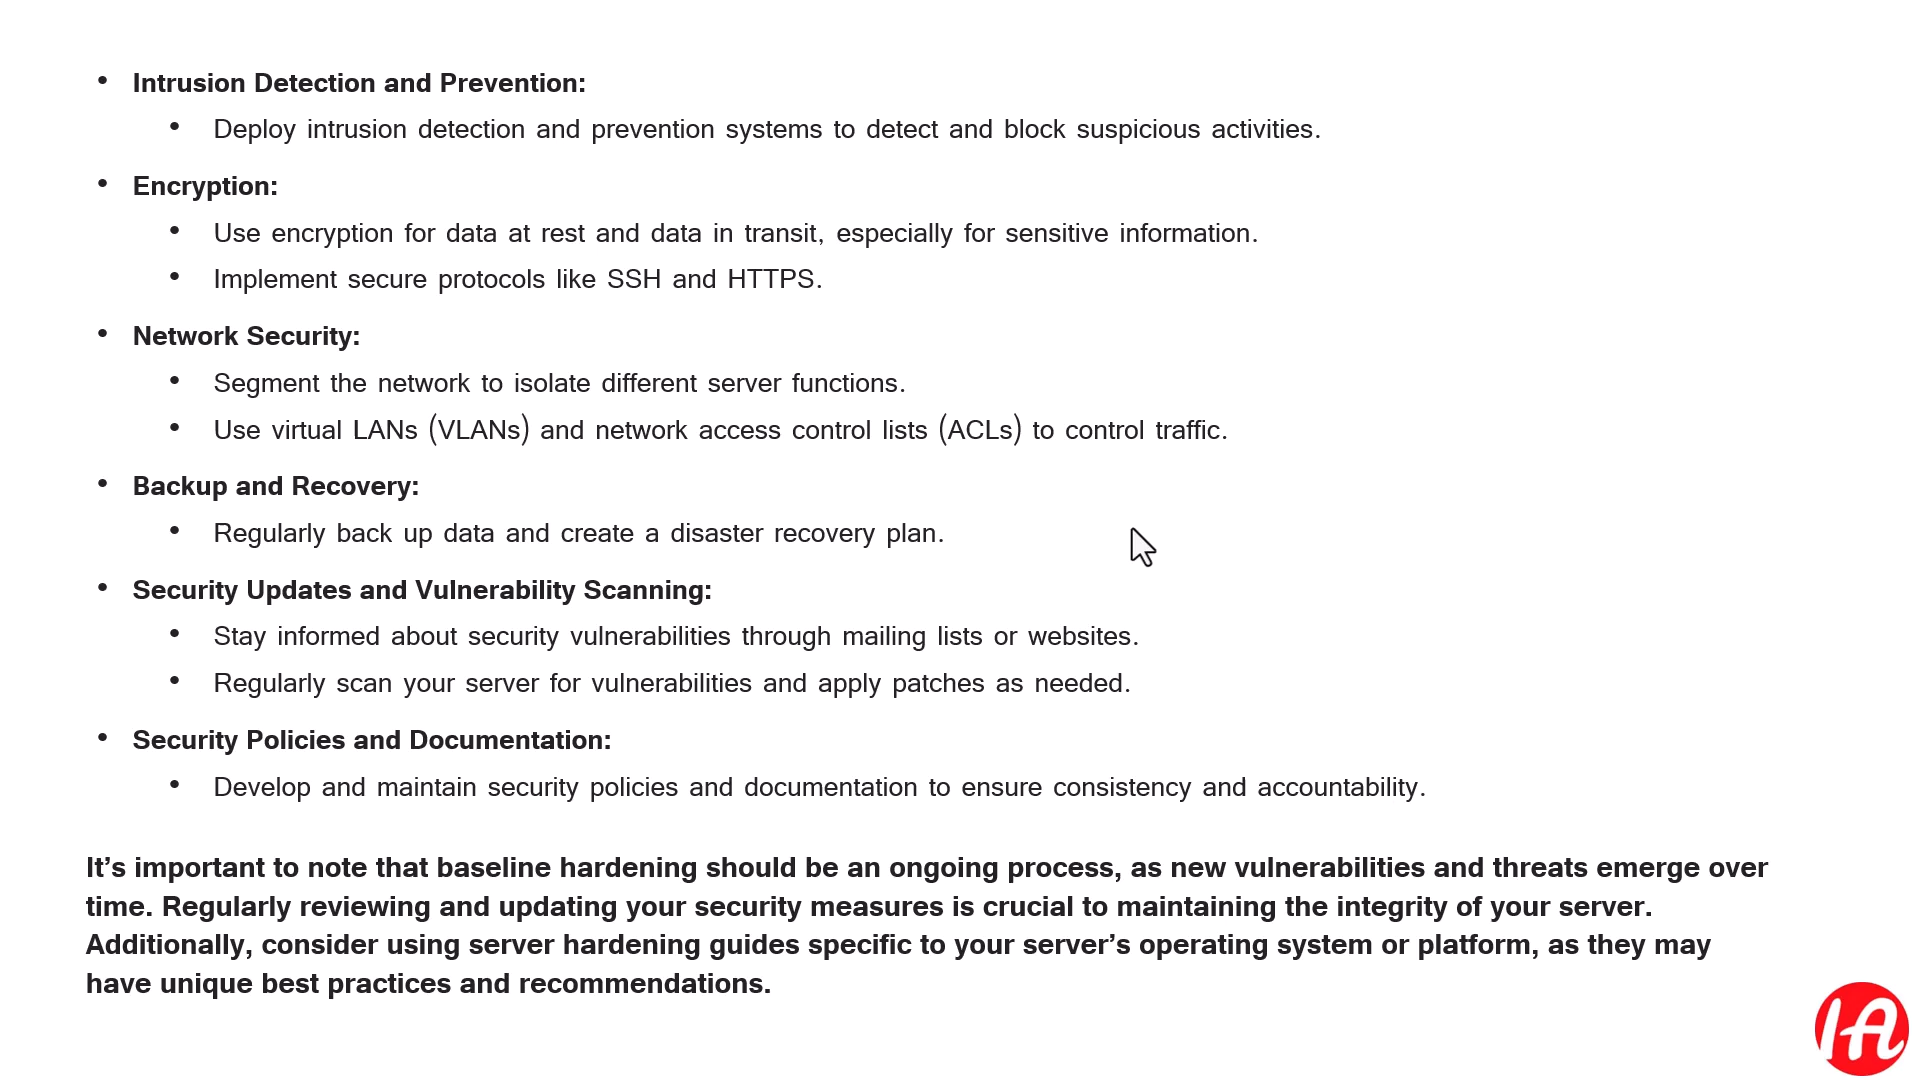 • Intrusion Detection and Prevention:
• Deploy intrusion detection and prevention systems to detect and block suspicious activities.
• Encryption:
• Use encryption for data at rest and data in transit, especially for sensitive information.
• Implement secure protocols like SSH and HTTPS.
• Network Security:
• Segment the network to isolate different server functions.
• Use virtual LANs (VLANs) and network access control lists (ACLs) to control traffic.
• Backup and Recovery:
• Regularly back up data and create a disaster recovery plan.
• Security Updates and Vulnerability Scanning:
• Stay informed about security vulnerabilities through mailing lists or websites.
• Regularly scan your server for vulnerabilities and apply patches as needed.
• Security Policies and Documentation:
• Develop and maintain security policies and documentation to ensure consistency and accountability.
It’s important to note that baseline hardening should be an ongoing process, as new vulnerabilities and threats emerge over
time. Regularly reviewing and updating your security measures is crucial to maintaining the integrity of your server.
Additionally, consider using server hardening guides specific to your server’s operating system or platform, as they may
have unique best practices and recommendations.